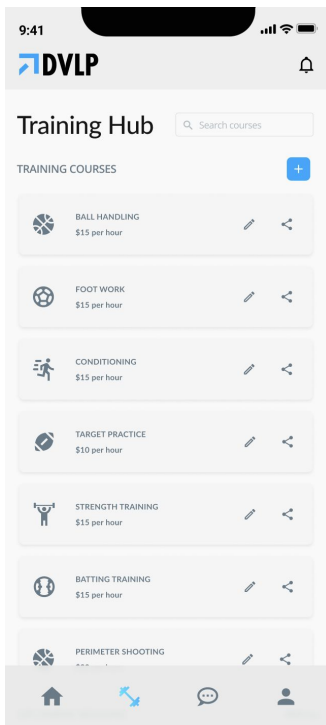 9:41
DVLP
Training Hub
Search courses
TRAINING COURSES
+
BALL HANDLING
$15 per hour
FOOT WORK
$15 per hour
CONDITIONING
$15 per hour
TARGET PRACTICE
$10 per hour
STRENGTH TRAINING
$15 per hour
BATTING TRAINING
$15 per hour
PERIMETER SHOOTING